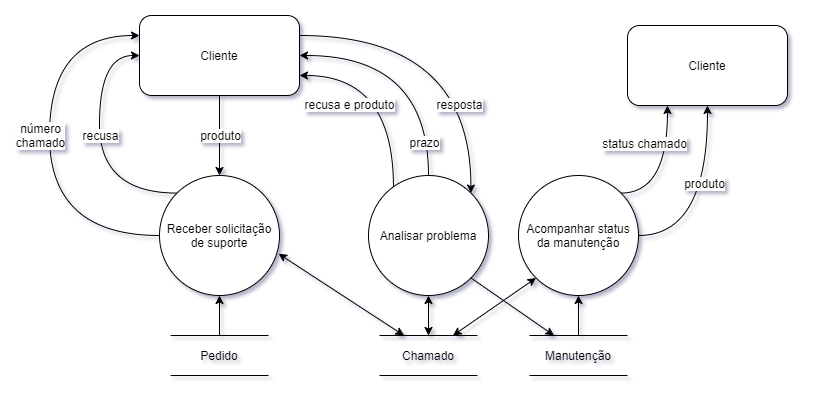 Cliente
Cliente
recusa e produto
resposta
número
chamado
recusa
produto
prazo
status chamado
produto
Receber solicitação
de suporte
Analisar problema
Acompanhar status
da manutenção
Pedido
Chamado
Manutenção